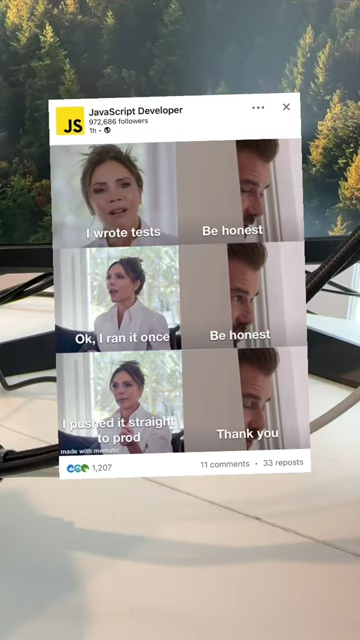 JS
JavaScript Developer
972,686 followers
1h •
I wrote tests
Be honest
Ok, I ran it once
Be honest
I pushed it straight
to prod
Thank you
made with mematic
1,207
11 comments • 33 reposts